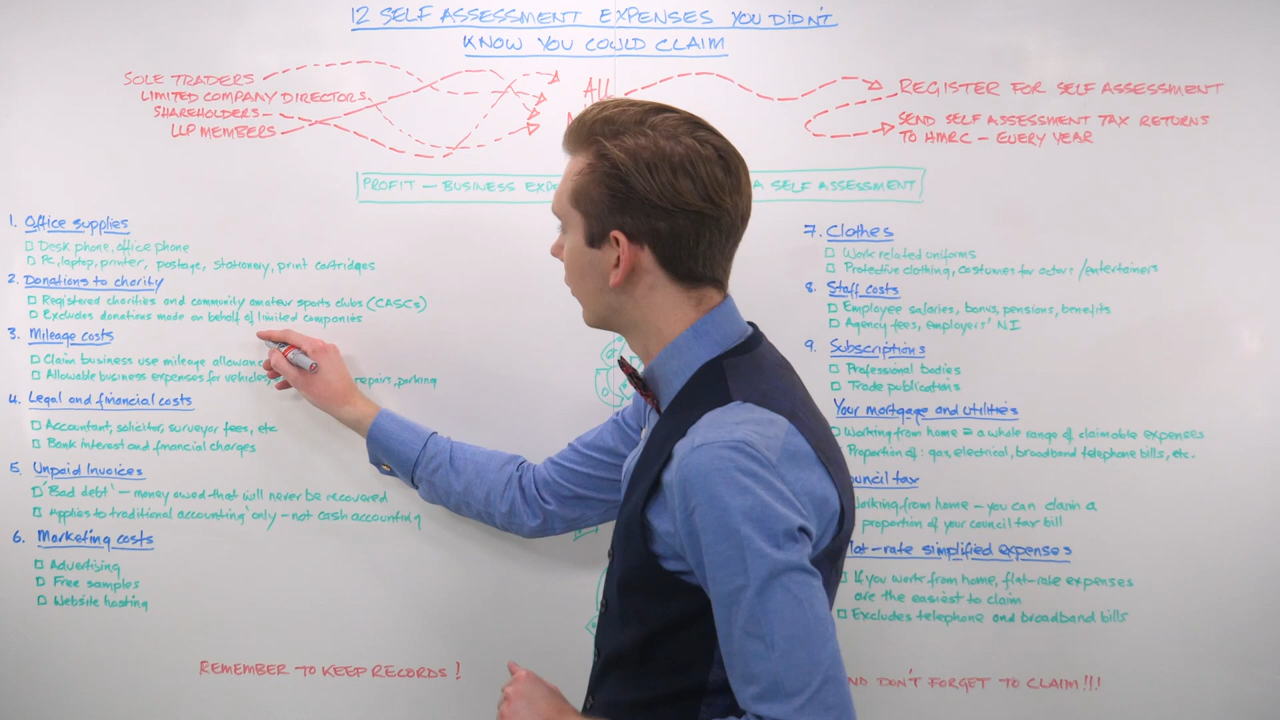 12 SELF ASSESSMENT EXPENSES YOU DIDN'T
KNOW YOU COULD CLAIM
SOLE TRADERS
LIMITED COMPANY DIRECTORS
SHAREHOLDERS
LLP MEMBERS
ALL
REGISTER FOR SELF ASSESSMENT
SEND SELF ASSESSMENT TAX RETURNS
TO HMRC – EVERY YEAR
PROFIT – BUSINESS A SELF ASSESSMENT
1. Office supplies
Desk phone, office phone
Pc, laptop, printer, postage, stationery, print cartridges
2. Donations to charity
Registered charities and community amateur sports clubs (CASCs)
Excludes donations made on behalf of limited companies
3. Mileage costs
Claim business use mileage
Allowable business expenses for vehicles, repairs, parking
4. Legal and financial costs
Accountant, solicitor, surveyor fees, etc
Bank interest and financial charges
5. Unpaid Invoices
'Bad debt' – money owed that will never be recovered
Applies to 'traditional accounting' only – not cash accounting
6. Marketing costs
Advertising
Free samples
Website hosting
REMEMBER TO KEEP RECORDS!
7. Clothes
Work related uniforms
Protective clothing, costumes for actors/entertainers
8. Staff costs
Employee salaries, bonus, pensions, benefits
Agency fees, employers' NI
9. Subscriptions
Professional bodies
Trade publications
Your mortgage and utilities
Working from home = a whole range of claimable expenses
Proportion of: gas, electrical, broadband telephone bills, etc.
tax
from home – you can claim a
proportion of your council tax bill
simplified expenses
If you work from home, flat-rate expenses
are the easiest to claim
Excludes telephone and broadband bills
DON'T FORGET TO CLAIM!!!